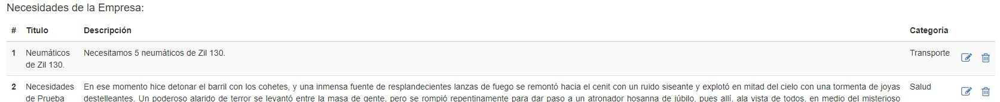 Necesidades de la Empresa:
# Titulo Descripción Categoría
1 Neumáticos de Zil 130. Necesitamos 5 neumáticos de Zil 130. Transporte
2 Necesidades de Prueba En ese momento hice detonar el barril con los cohetes, y una inmensa fuente de resplandecientes lanzas de fuego se remontó hacia el cenit con un ruido siseante y explotó en mitad del cielo con una tormenta de joyas Salud
destelleantes. Un poderoso alarido de terror se levantó entre la masa de gente, pero se rompió repentinamente para dar paso a un atronador hosanna de júbilo, pues allí, ala vista de todos, en medio del misterioso